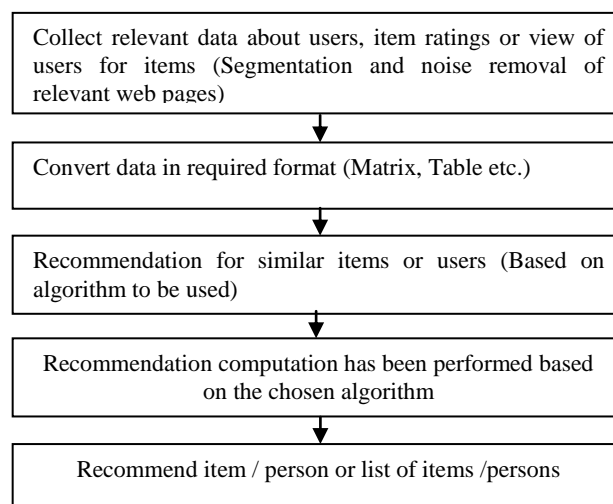 Collect relevant data about users, item ratings or view of
users for items (Segmentation and noise removal of
relevant web pages)
Convert data in required format (Matrix, Table etc.)
Recommendation for similar items or users (Based on
algorithm to be used)
Recommendation computation has been performed based
on the chosen algorithm
Recommend item / person or list of items /persons